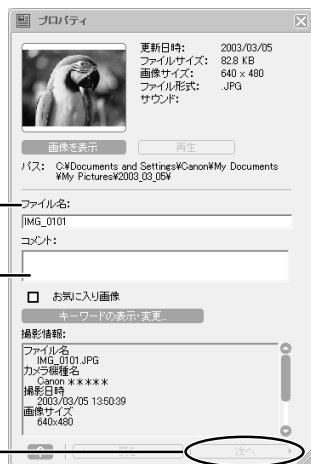 プロパティ
更新日時: 2003/03/05
ファイルサイズ: 82.8 KB
画像サイズ: 640 x 480
ファイル形式: .JPG
サウンド:
画像を表示 再生
パス: C:¥Documents and Settings¥Canon¥My Documents
¥My Pictures¥2003_03_05¥
ファイル名:
IMG_0101
コメント:
お気に入り画像
キーワードの表示・変更...
撮影情報:
ファイル名
IMG_0101.JPG
カメラ機種名
Canon ＊＊＊＊＊
撮影日時
2003/03/05 13:50:39
画像サイズ
640x480
次へ